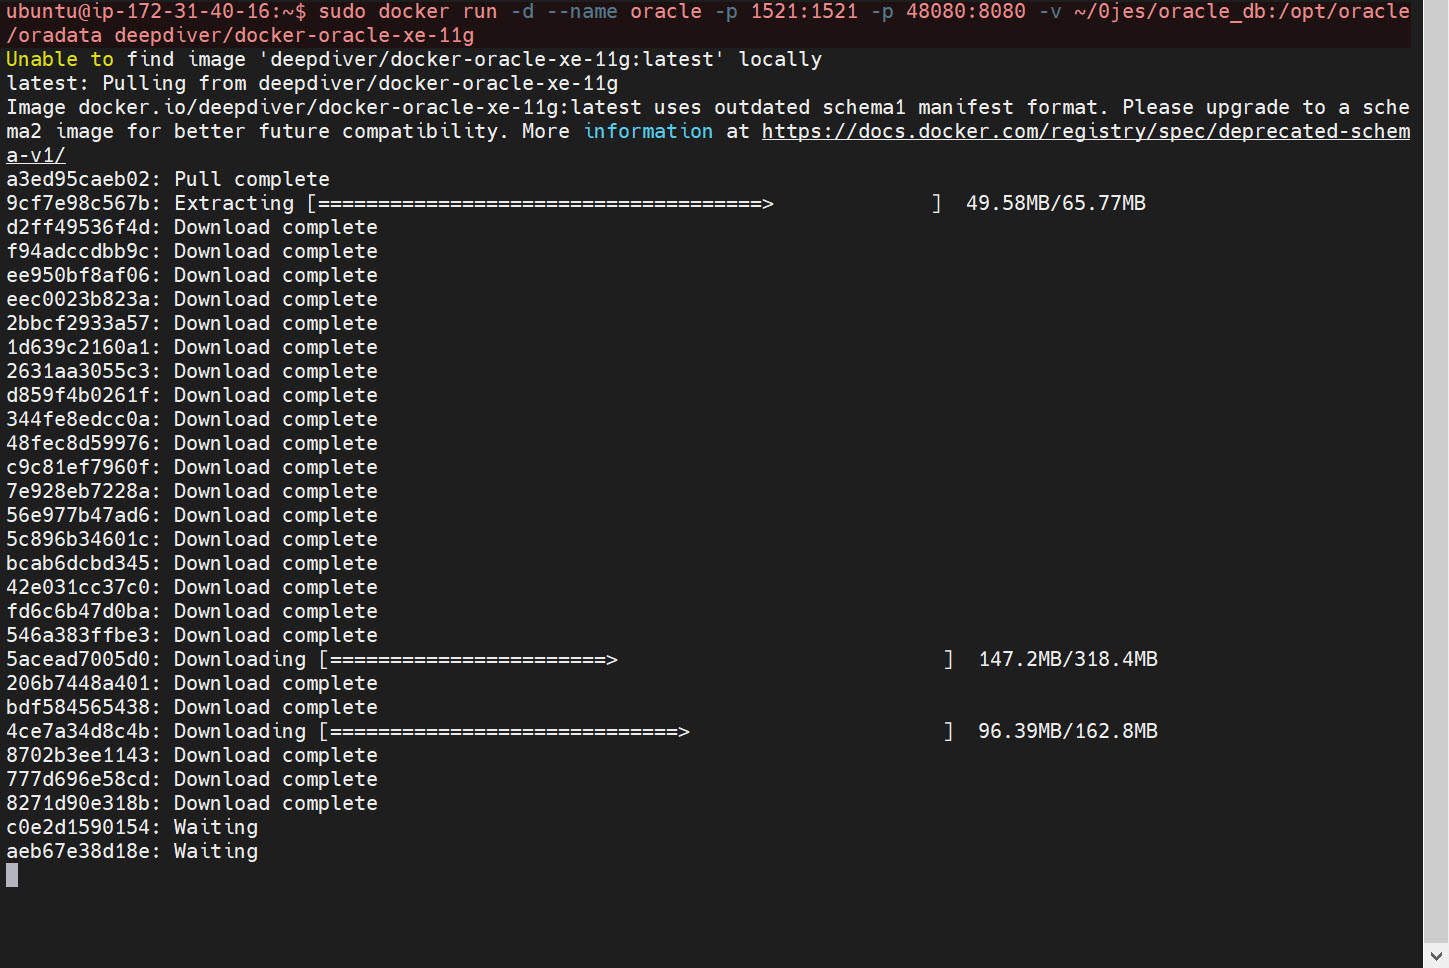 ubuntu@ip-172-31-40-16:~$ sudo docker run -d --name oracle -p 1521:1521 -p 48080:8080 -v ~/0jes/oracle_db:/opt/oracle
/oradata deepdiver/docker-oracle-xe-11g
Unable to find image 'deepdiver/docker-oracle-xe-11g:latest' locally
latest: Pulling from deepdiver/docker-oracle-xe-11g
Image docker.io/deepdiver/docker-oracle-xe-11g:latest uses outdated schema1 manifest format. Please upgrade to a sche
ma2 image for better future compatibility. More information at https://docs.docker.com/registry/spec/deprecated-schem
a-v1/
a3ed95caeb02: Pull complete
9cf7e98c567b: Extracting [=====================================>             ]  49.58MB/65.77MB
d2ff49536f4d: Download complete
f94adccdbb9c: Download complete
ee950bf8af06: Download complete
eec0023b823a: Download complete
2bbcf2933a57: Download complete
1d639c2160a1: Download complete
2631aa3055c3: Download complete
d859f4b0261f: Download complete
344fe8edcc0a: Download complete
48fec8d59976: Download complete
c9c81ef7960f: Download complete
7e928eb7228a: Download complete
56e977b47ad6: Download complete
5c896b34601c: Download complete
bcab6dcbd345: Download complete
42e031cc37c0: Download complete
fd6c6b47d0ba: Download complete
546a383ffbe3: Download complete
5acead7005d0: Downloading [=======================>                           ]  147.2MB/318.4MB
206b7448a401: Download complete
bdf584565438: Download complete
4ce7a34d8c4b: Downloading [=============================>                     ]  96.39MB/162.8MB
8702b3ee1143: Download complete
777d696e58cd: Download complete
8271d90e318b: Download complete
c0e2d1590154: Waiting
aeb67e38d18e: Waiting